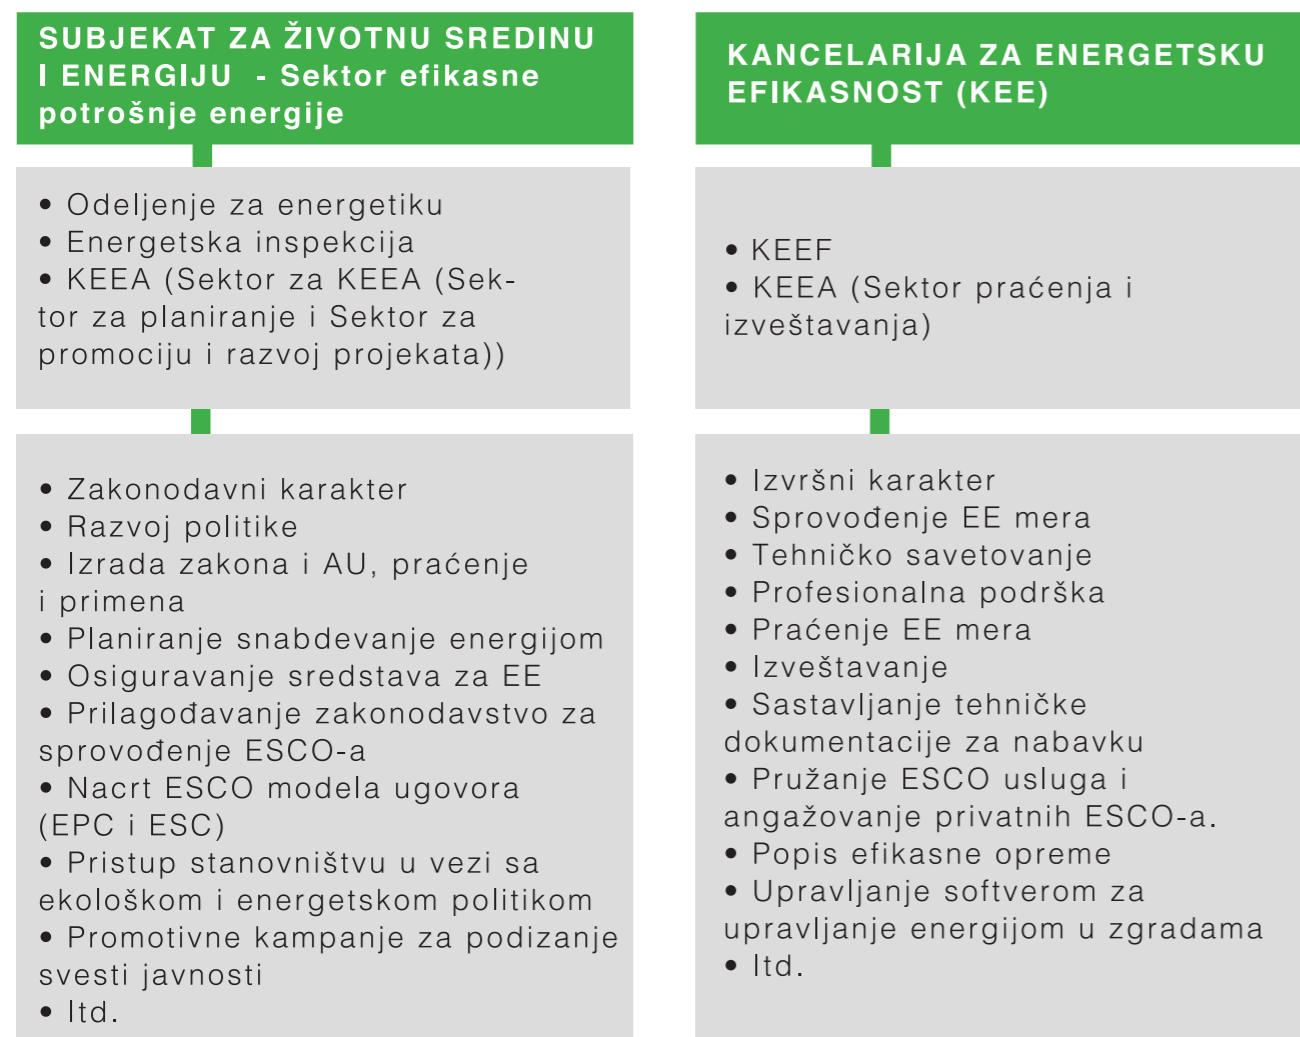 SUBJEKAT ZA ŽIVOTNU SREDINU
I ENERGIJU - Sektor efikasne
potrošnje energije
• Odeljenje za energetiku
• Energetska inspekcija
• KEEA (Sektor za KEEA (Sek-
tor za planiranje i Sektor za
promociju i razvoj projekata))
• Zakonodavni karakter
• Razvoj politike
• Izrada zakona i AU, praćenje
i primena
• Planiranje snabdevanje energijom
• Osiguravanje sredstava za EE
• Prilagođavanje zakonodavstvo za
sprovođenje ESCO-a
• Nacrt ESCO modela ugovora
(EPC i ESC)
• Pristup stanovništvu u vezi sa
ekološkom i energetskom politikom
• Promotivne kampanje za podizanje
svesti javnosti
• Itd.
KANCELARIJA ZA ENERGETSKU
EFIKASNOST (KEE)
• KEEF
• KEEA (Sektor praćenja i
izveštavanja)
• Izvršni karakter
• Sprovođenje EE mera
• Tehničko savetovanje
• Profesionalna podrška
• Praćenje EE mera
• Izveštavanje
• Sastavljanje tehničke
dokumentacije za nabavku
• Pružanje ESCO usluga i
angažovanje privatnih ESCO-a.
• Popis efikasne opreme
• Upravljanje softverom za
upravljanje energijom u zgradama
• Itd.